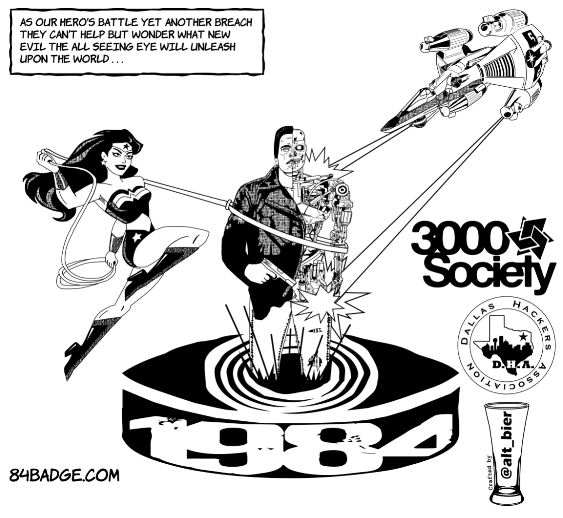 AS OUR HERO'S BATTLE YET ANOTHER BREACH
THEY CAN'T HELP BUT WONDER WHAT NEW
EVIL THE ALL SEEING EYE WILL UNLEASH
UPON THE WORLD ...
3000
Society
DALLAS HACKERS ASSOCIATION
D.H.A.
1984
Crafted by
@alt_bier
84BADGE.COM